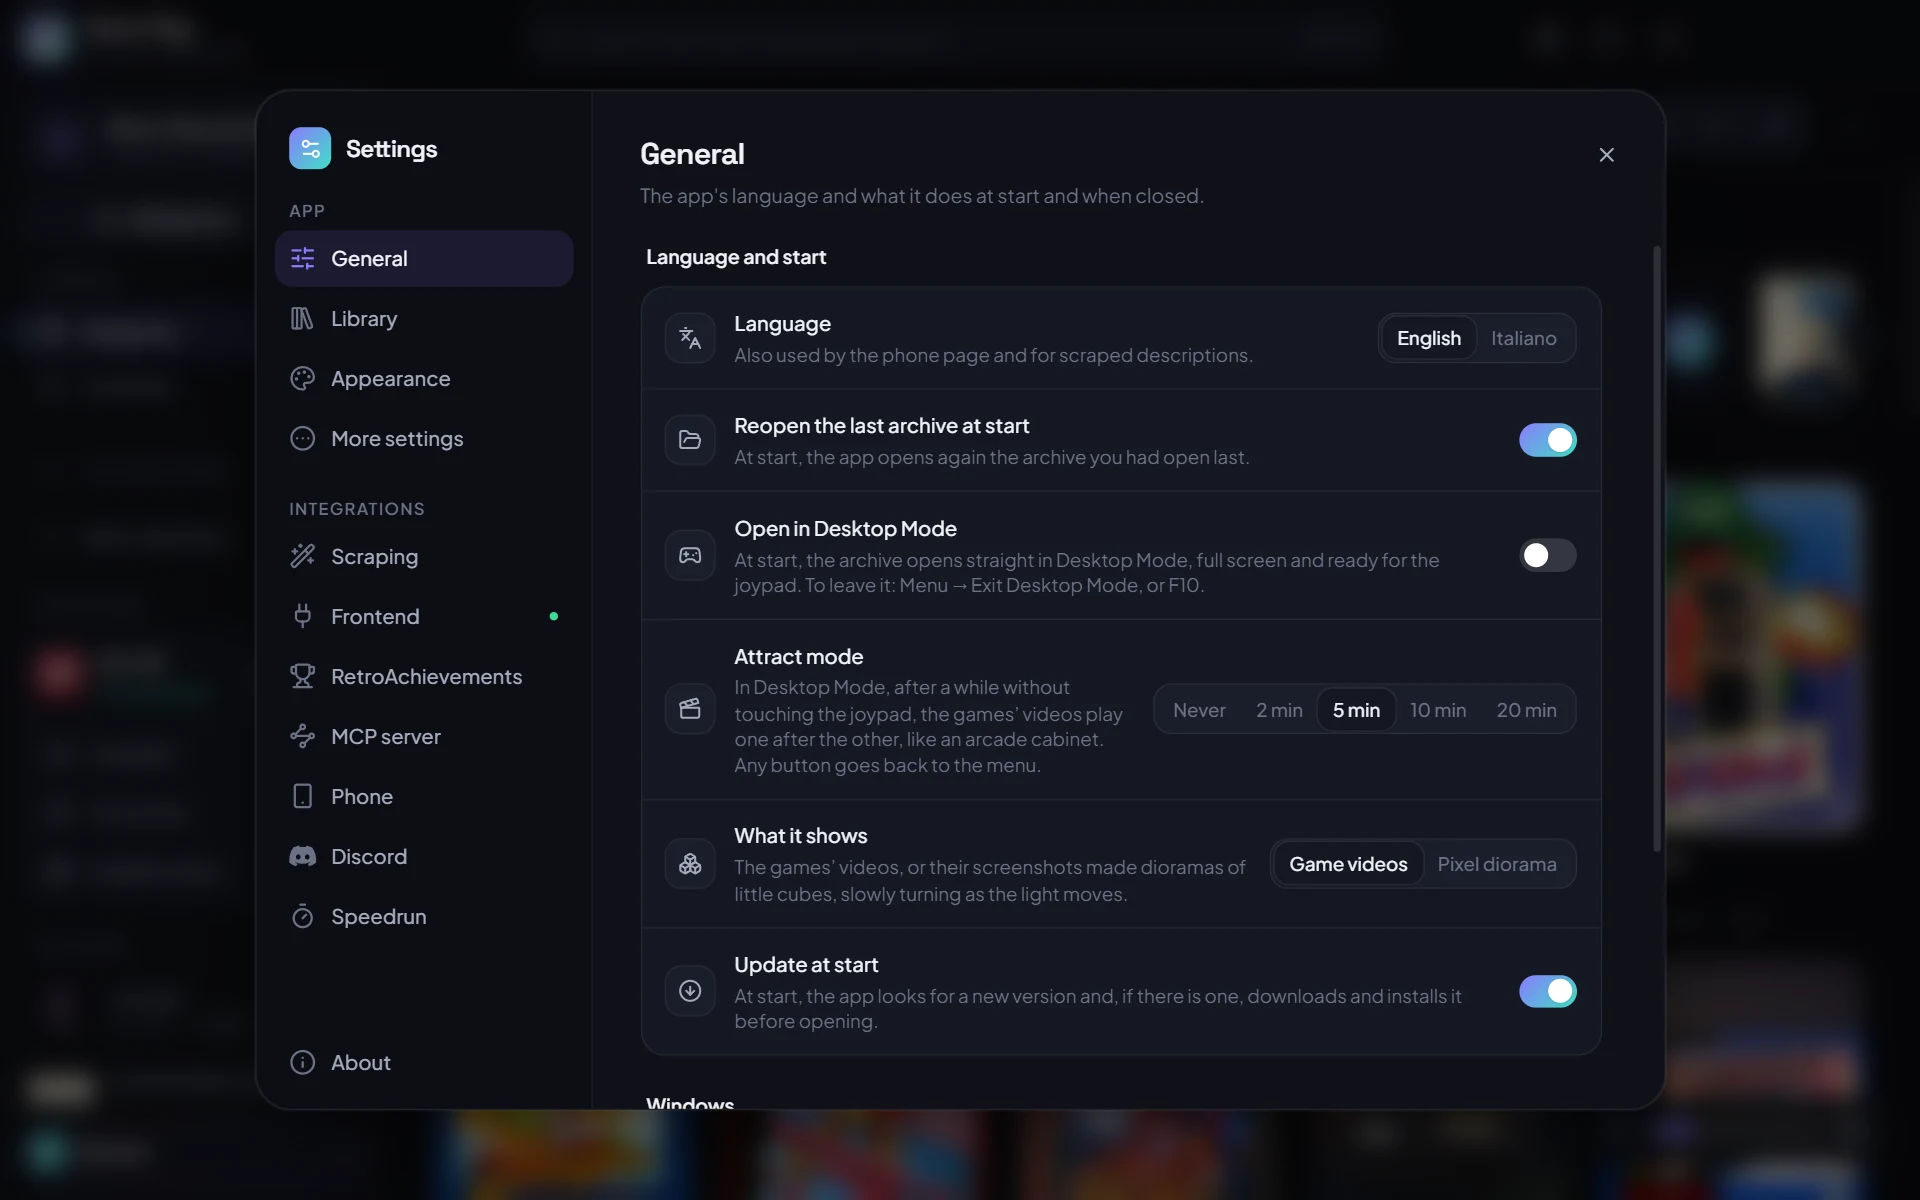 Settings
APP
General
Library
Appearance
More settings
INTEGRATIONS
Scraping
Frontend
RetroAchievements
MCP server
Phone
Discord
Speedrun
About
General
The app's language and what it does at start and when closed.
Language and start
Language
Also used by the phone page and for scraped descriptions.
English Italiano
Reopen the last archive at start
At start, the app opens again the archive you had open last.
Open in Desktop Mode
At start, the archive opens straight in Desktop Mode, full screen and ready for the
joypad. To leave it: Menu → Exit Desktop Mode, or F10.
Attract mode
In Desktop Mode, after a while without
touching the joypad, the games’ videos play
one after the other, like an arcade cabinet.
Any button goes back to the menu.
Never 2 min 5 min 10 min 20 min
What it shows
The games’ videos, or their screenshots made dioramas of
little cubes, slowly turning as the light moves.
Game videos Pixel diorama
Update at start
At start, the app looks for a new version and, if there is one, downloads and installs it
before opening.
Windows